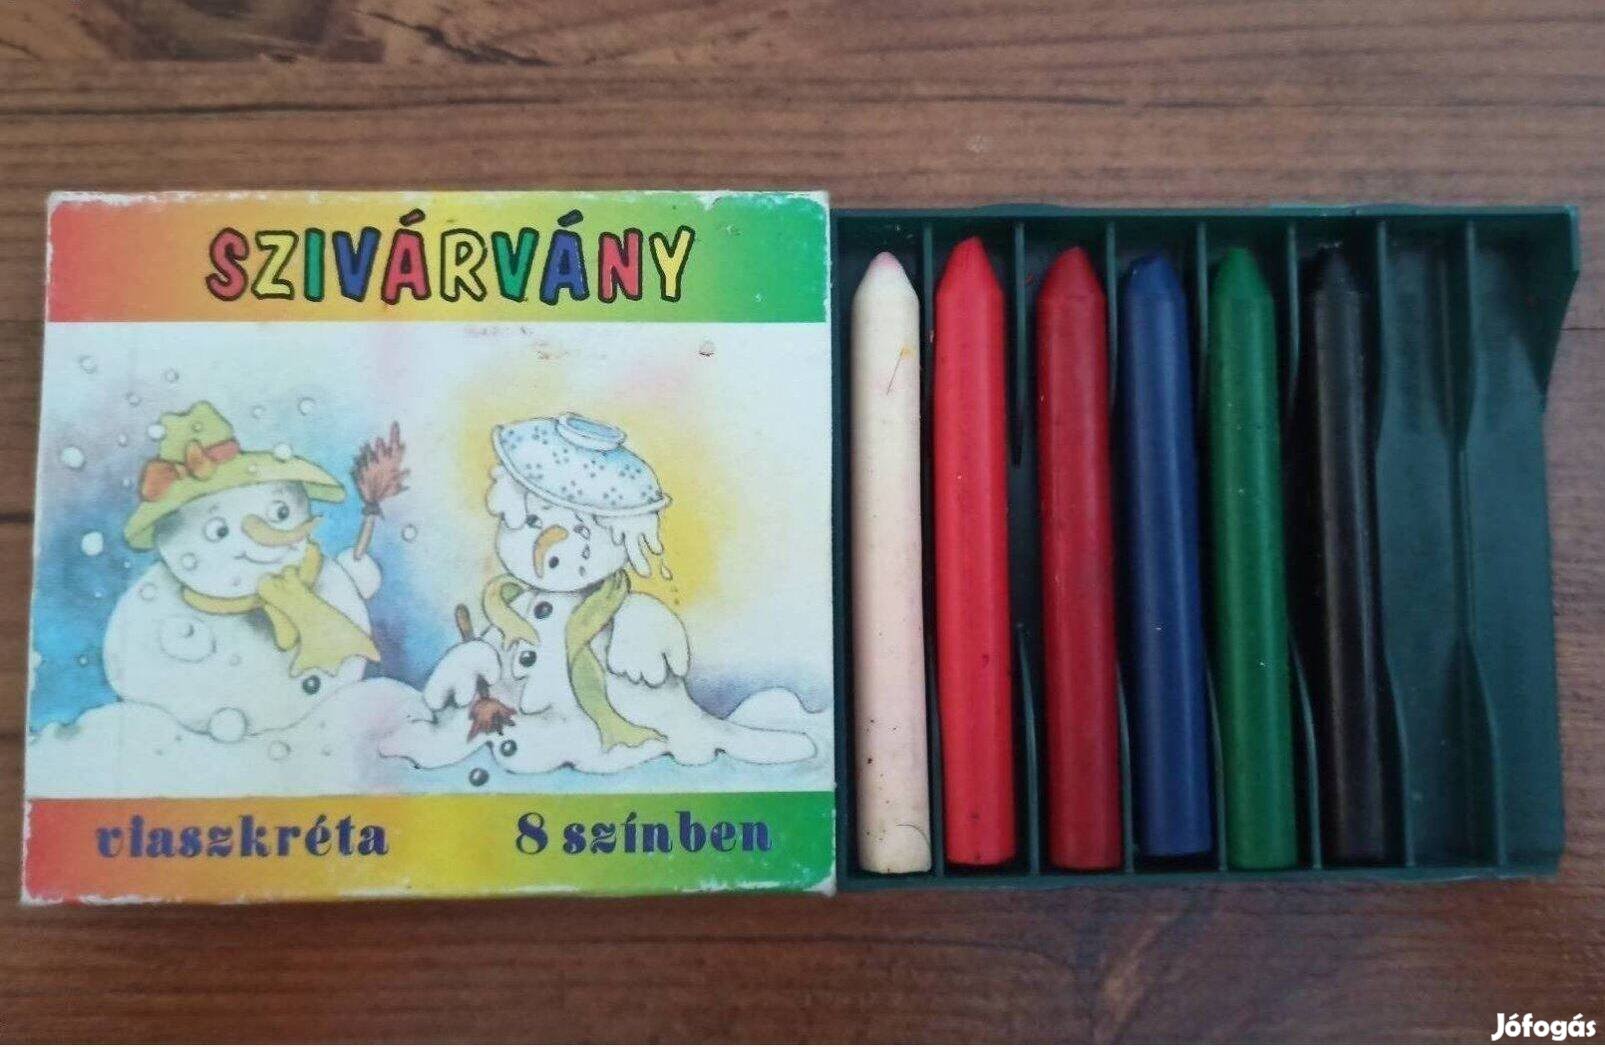 SZIVÁRVÁNY
viaszkréta
8 színben
Jófogás